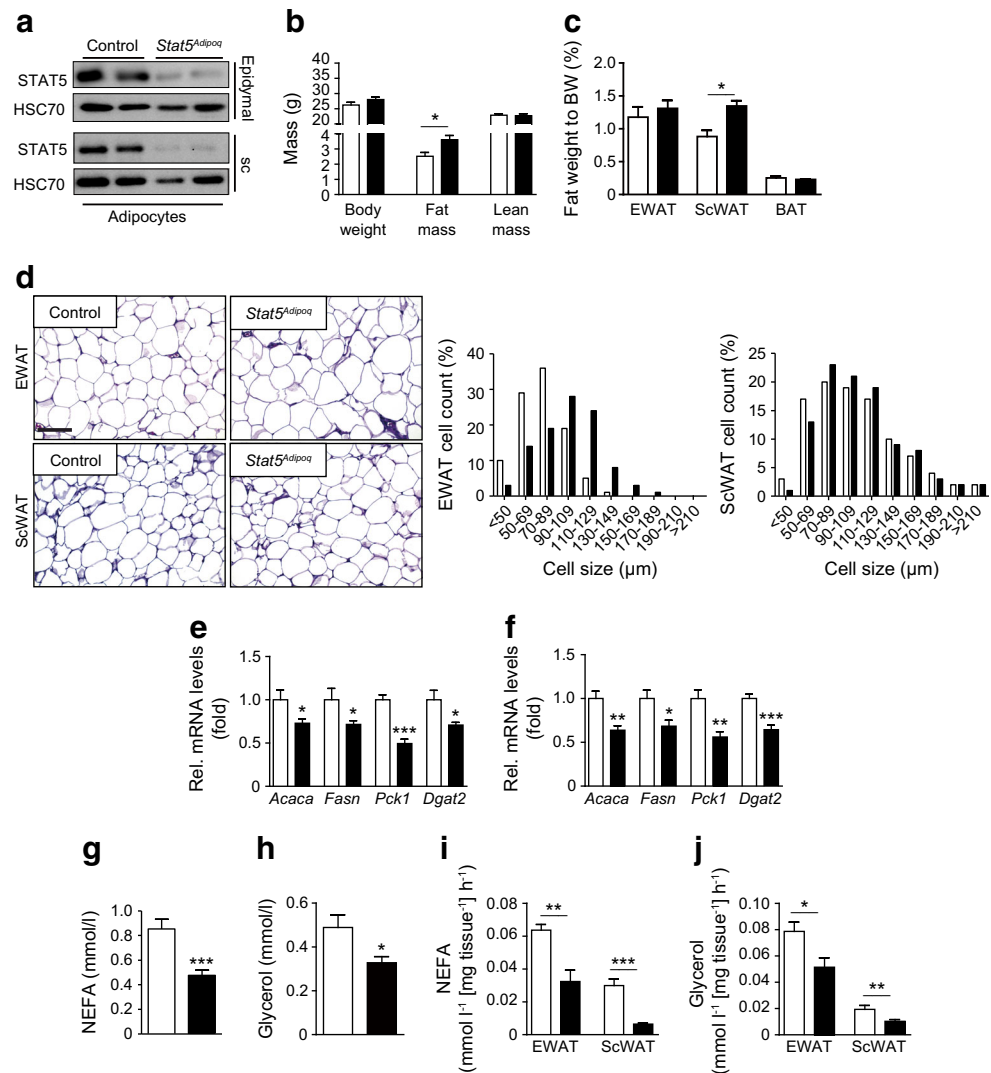 a
Control Stat5Adipoq
STAT5
HSC70
Epidymal
STAT5
HSC70
sc
Adipocytes
b
Mass (g)
40
35
30
25
20
4
3
2
1
0
*
Body weight
Fat mass
Lean mass
c
Fat weight to BW (%)
2.0
1.5
1.0
0.5
0
*
EWAT ScWAT BAT
d
EWAT
Control
Stat5Adipoq
ScWAT
Control
Stat5Adipoq
EWAT cell count (%)
40
30
20
10
0
<50
50-69
70-89
90-109
110-129
130-149
150-169
170-189
190-210
>210
Cell size (µm)
ScWAT cell count (%)
25
20
15
10
5
0
<50
50-69
70-89
90-109
110-129
130-149
150-169
170-189
190-210
>210
Cell size (µm)
e
Rel. mRNA levels
(fold)
1.5
1.0
0.5
0
* * *** *
Acaca Fasn Pck1 Dgat2
f
Rel. mRNA levels
(fold)
1.5
1.0
0.5
0
** * ** ***
Acaca Fasn Pck1 Dgat2
g
NEFA (mmol/l)
1.0
0.8
0.6
0.4
0.2
0
***
h
Glycerol (mmol/l)
0.6
0.4
0.2
0
*
i
NEFA
(mmol l-1 [mg tissue-1] h-1)
0.08
0.06
0.04
0.02
0
** ***
EWAT ScWAT
j
Glycerol
(mmol l-1 [mg tissue-1] h-1)
0.10
0.08
0.06
0.04
0.02
0
* **
EWAT ScWAT